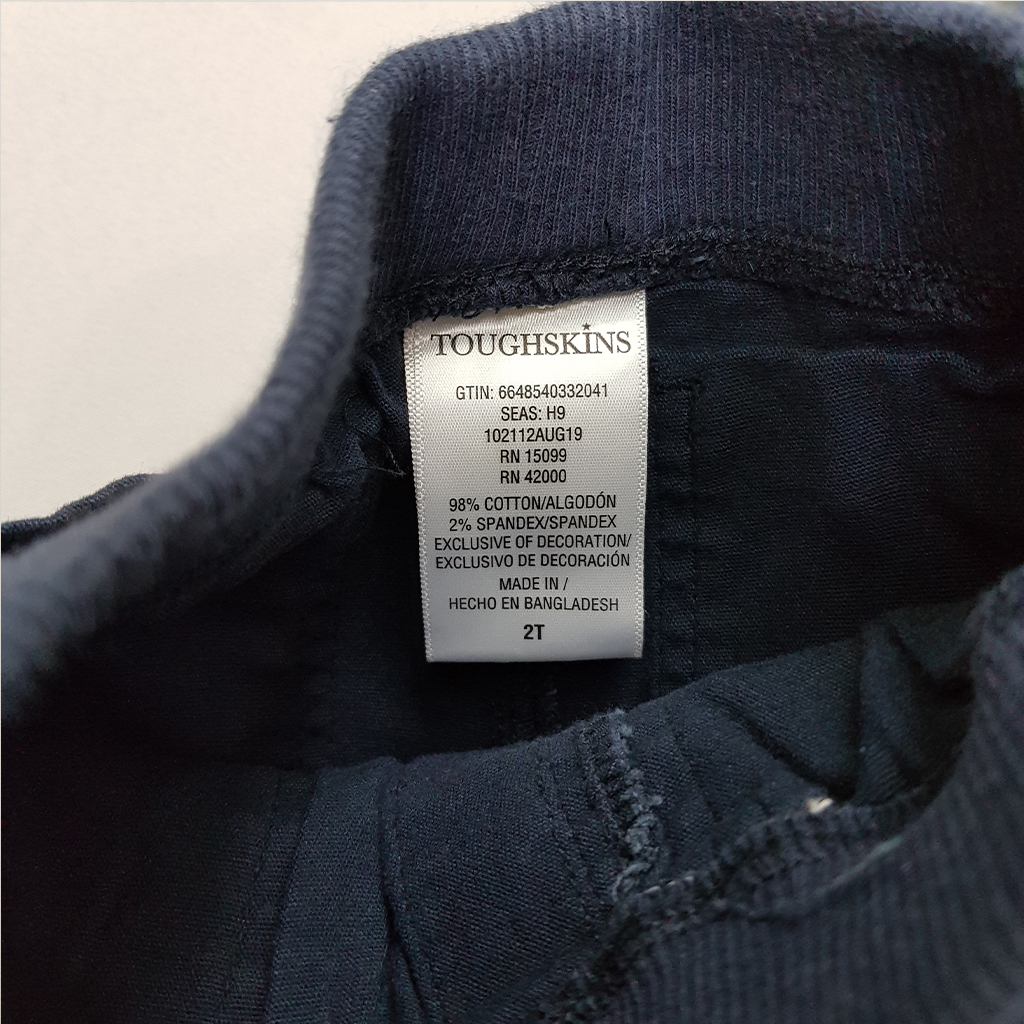 TOUGHSKINS
GTIN: 6648540332041
SEAS: H9
102112AUG19
RN 15099
RN 42000
98% COTTON/ALGODÓN
2% SPANDEX/SPANDEX
EXCLUSIVE OF DECORATION/
EXCLUSIVO DE DECORACIÓN
MADE IN /
HECHO EN BANGLADESH
2T